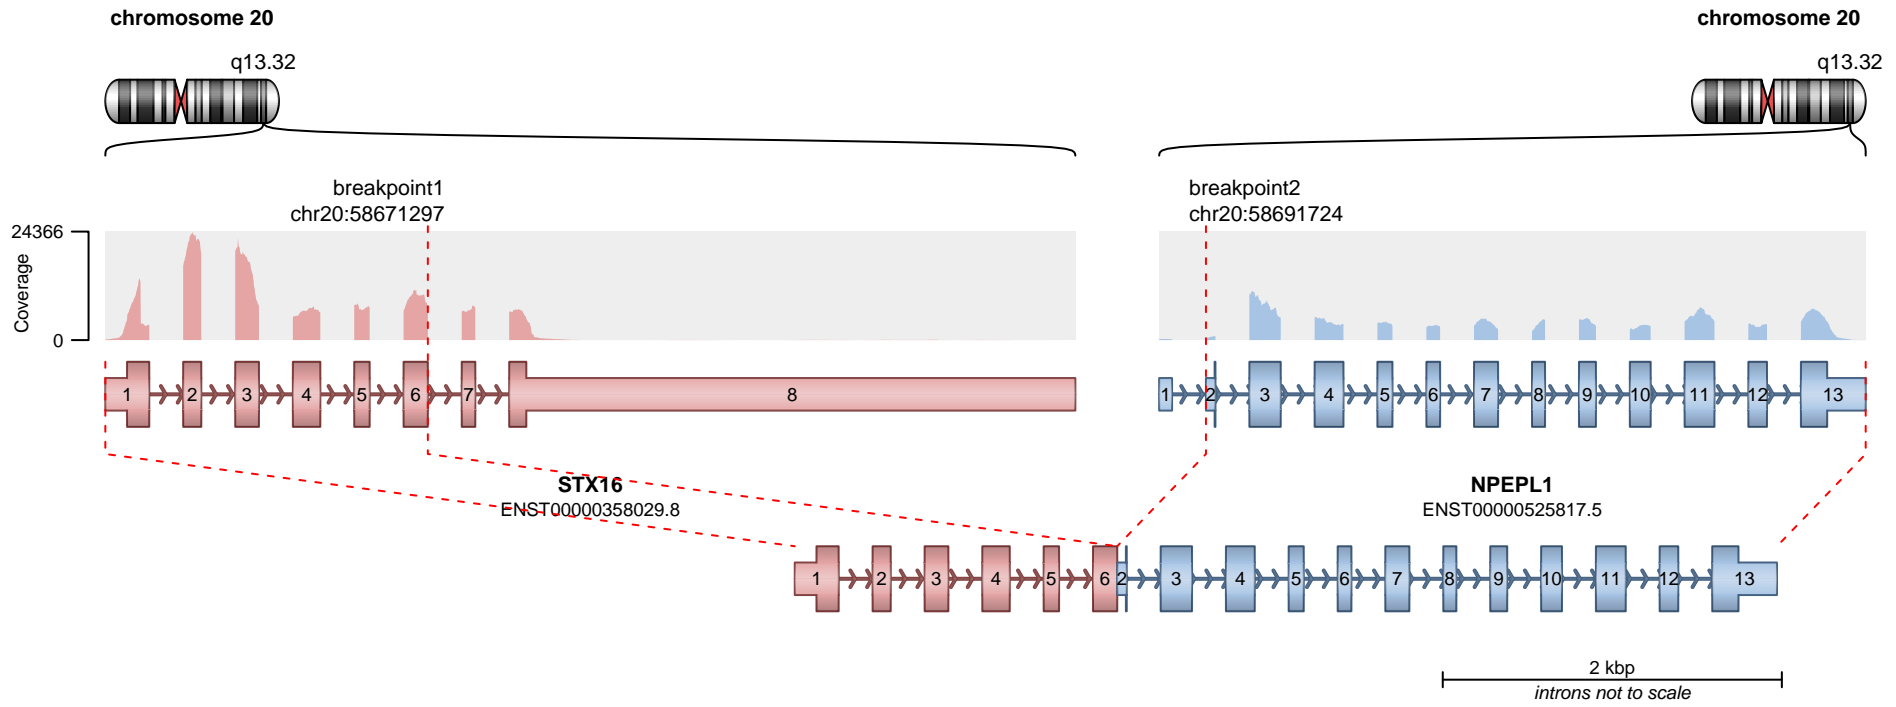 chromosome 20
chromosome 20
q13.32
q13.32
breakpoint1
chr20:58671297
breakpoint2
chr20:58691724
24366
Coverage
0
1 2 3 4 5 6 7 8
1 2 3 4 5 6 7 8 9 10 11 12 13
STX16
ENST00000358029.8
NPEPL1
ENST00000525817.5
1 2 3 4 5 6 2 3 4 5 6 7 8 9 10 11 12 13
2 kbp
introns not to scale